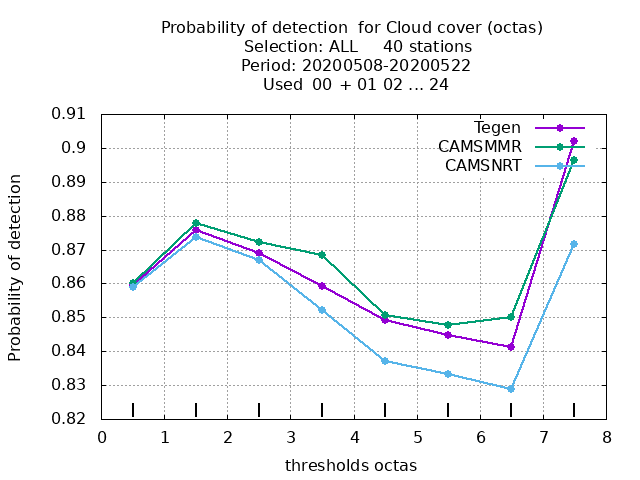 Probability of detection  for Cloud cover (octas)
Selection: ALL     40 stations
Period: 20200508-20200522
Used  00  + 01 02 ... 24
0.91
0.9
0.89
0.88
0.87
0.86
0.85
0.84
0.83
0.82
Probability of detection
Tegen
CAMSMMR
CAMSNRT
0 1 2 3 4 5 6 7 8
thresholds octas